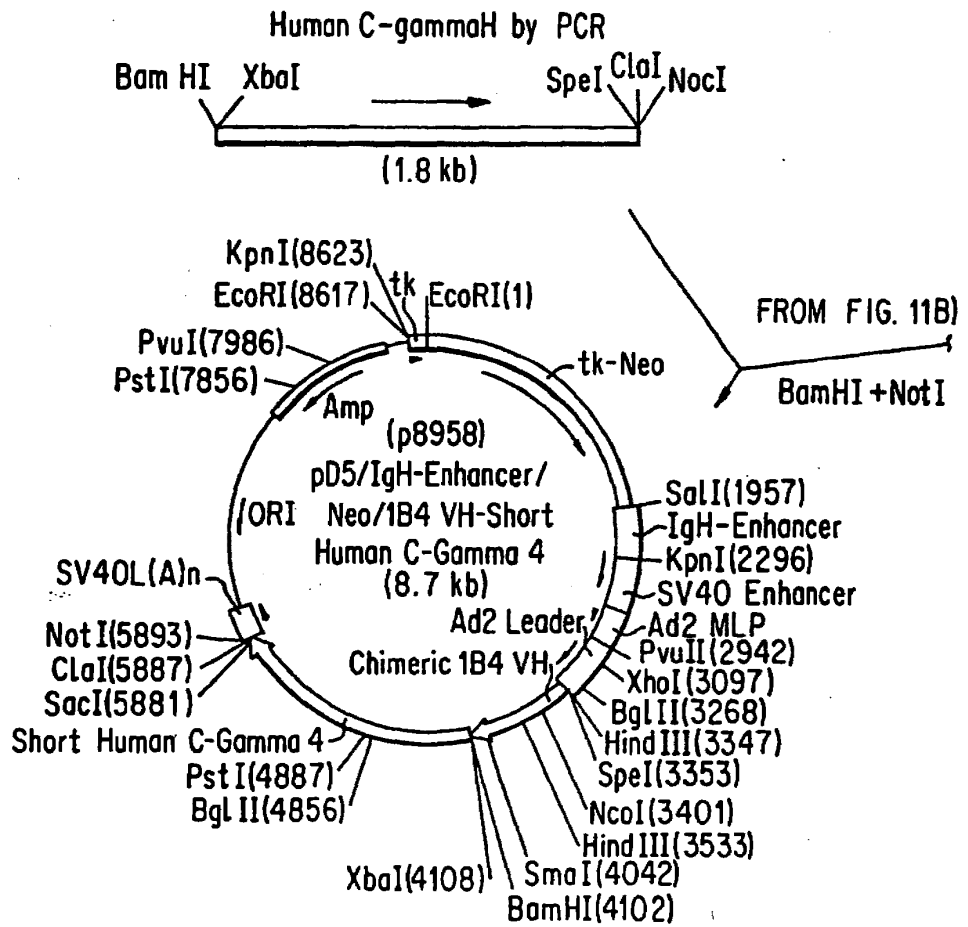 Human C-gammaH by PCR
Bam HI
XbaI
SpeI
ClaI
NocI
(1.8 kb)
KpnI(8623)
tk
EcoRI(8617)
EcoRI(1)
FROM FIG. 11B)
PvuI(7986)
PstI(7856)
tk-Neo
BamHI+NotI
Amp
(p8958)
pD5/IgH-Enhancer/
Neo/1B4 VH-Short
Human C-Gamma 4
(8.7 kb)
ORI
SalI(1957)
IgH-Enhancer
KpnI(2296)
SV40 Enhancer
Ad2 MLP
PvuII(2942)
XhoI(3097)
BglII(3268)
HindIII(3347)
SpeI(3353)
NcoI(3401)
HindIII(3533)
SmaI(4042)
BamHI(4102)
Ad2 Leader
Chimeric 1B4 VH
SV40L(A)n
NotI(5893)
ClaI(5887)
SacI(5881)
Short Human C-Gamma 4
PstI(4887)
BglII(4856)
XbaI(4108)